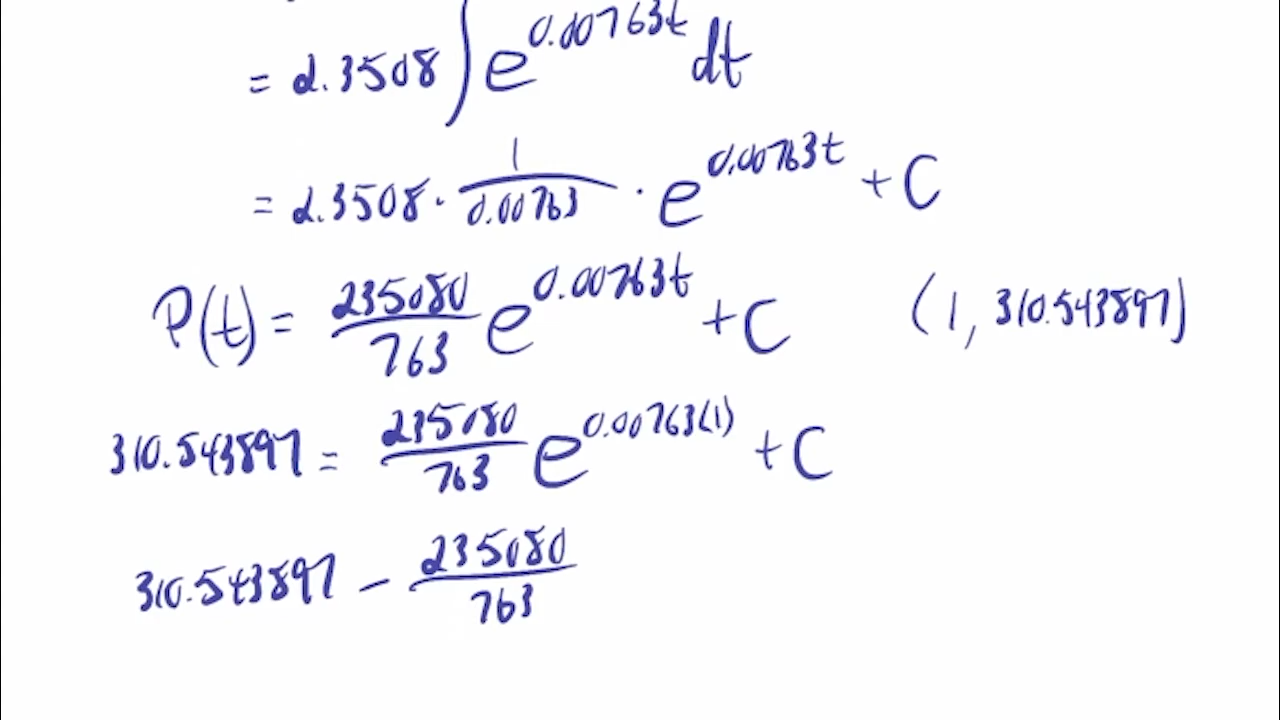 = 2.3508 ∫ e^0.00763t dt
= 2.3508 · 1/0.00763 · e^0.00763t + C
P(t) = 235080/763 e^0.00763t + C (1, 310.543897)
310.543897 = 235080/763 e^0.00763(1) + C
310.543897 − 235080/763